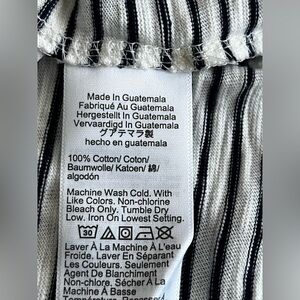 Made In Guatemala
Fabriqué Au Guatemala
Hergestellt In Guatemala
Vervaardigd In Guatemala
グアテマラ製
hecho en guatemala
100% Cotton/ Coton/
Baumwolle/ Katoen/ 綿/
algodón
Machine Wash Cold. With
Like Colors. Non-chlorine
Bleach Only. Tumble Dry
Low. Iron On Lowest Setting.
30
Laver À La Machine À L'eau
Froide. Laver En Séparant
Les Couleurs. Seulement
Agent De Blanchiment
Non-chlore. Sécher À La
Machine À Basse
Température. Repasser